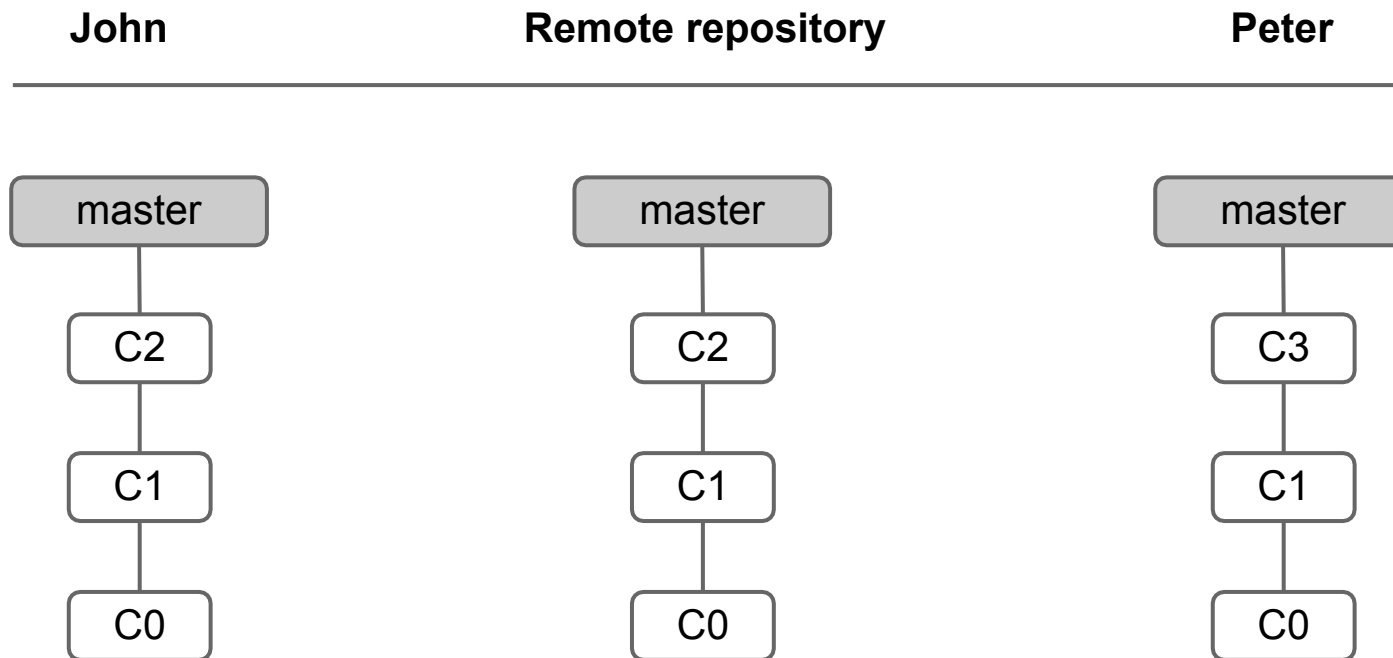 John Remote repository Peter
master master master
C2 C2 C3
C1 C1 C1
C0 C0 C0